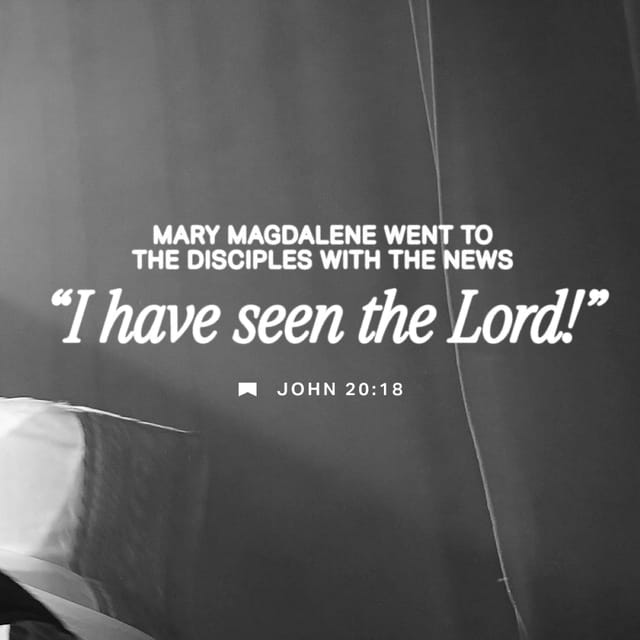 MARY MAGDALENE WENT TO
THE DISCIPLES WITH THE NEWS
“I have seen the Lord!”
JOHN 20:18